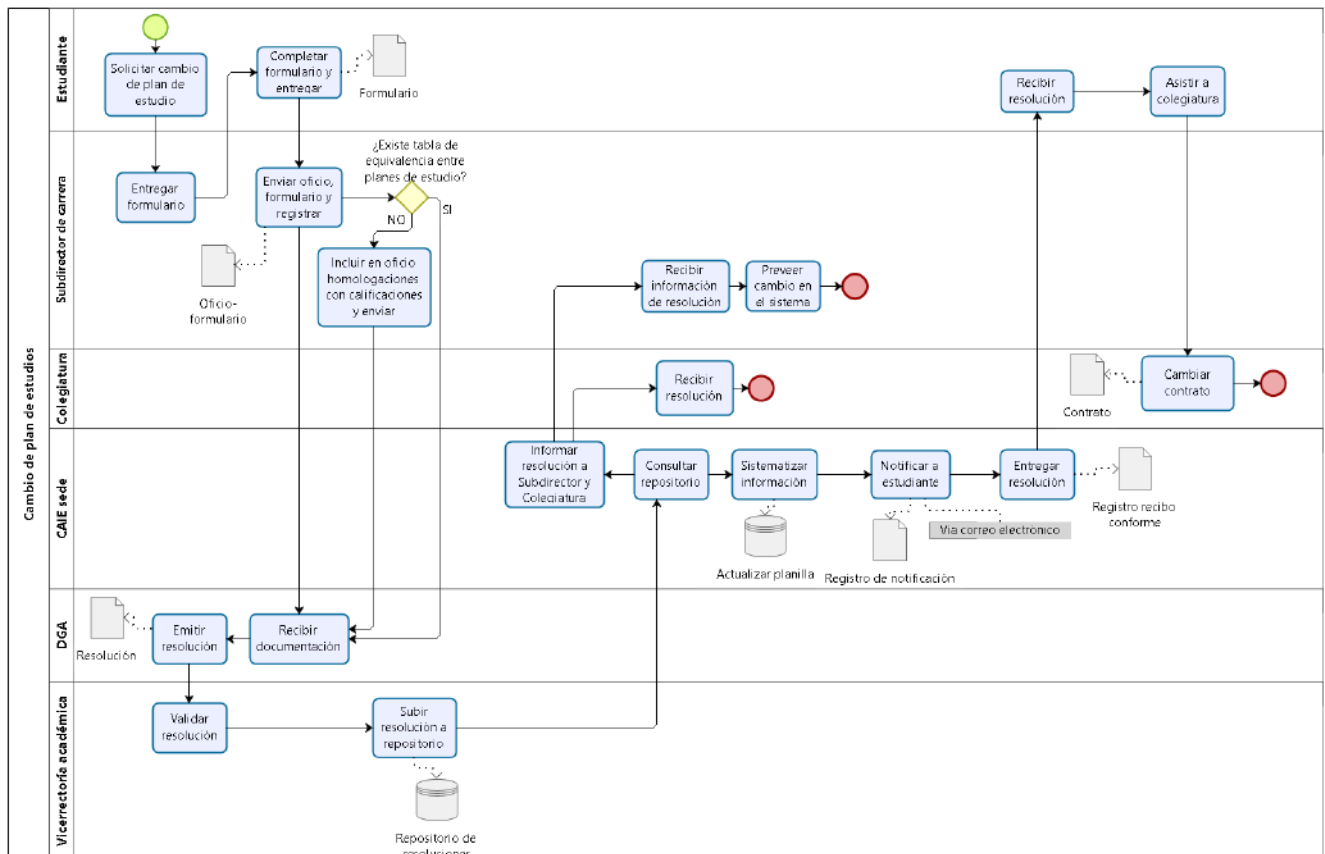 Cambio de plan de estudios
Estudiante
Solicitar cambio
de plan de
estudio
Completar
formulario y
entregar
Formulario
Recibir
resolución
Asistir a
colegiatura
Subdirector de carrera
Entregar
formulario
Enviar oficio,
formulario y
registrar
¿Existe tabla de
equivalencia entre
planes de estudio?
NO
SI
Oficio-
formulario
Incluir en oficio
homologaciones
con calificaciones
y enviar
Recibir
información
de resolución
Preveer
cambio en
el sistema
Colegiatura
Recibir
resolución
Contrato
Cambiar
contrato
CAIE sede
Informar
resolución a
Subdirector y
Colegiatura
Consultar
repositorio
Sistematizar
información
Notificar a
estudiante
Entregar
resolución
Actualizar planilla
Registro de notificación
Via correo electrónico
Registro recibo
conforme
DGA
Resolución
Emitir
resolución
Recibir
documentación
Vicerrectoría académica
Validar
resolución
Subir
resolución a
repositorio
Repositorio de